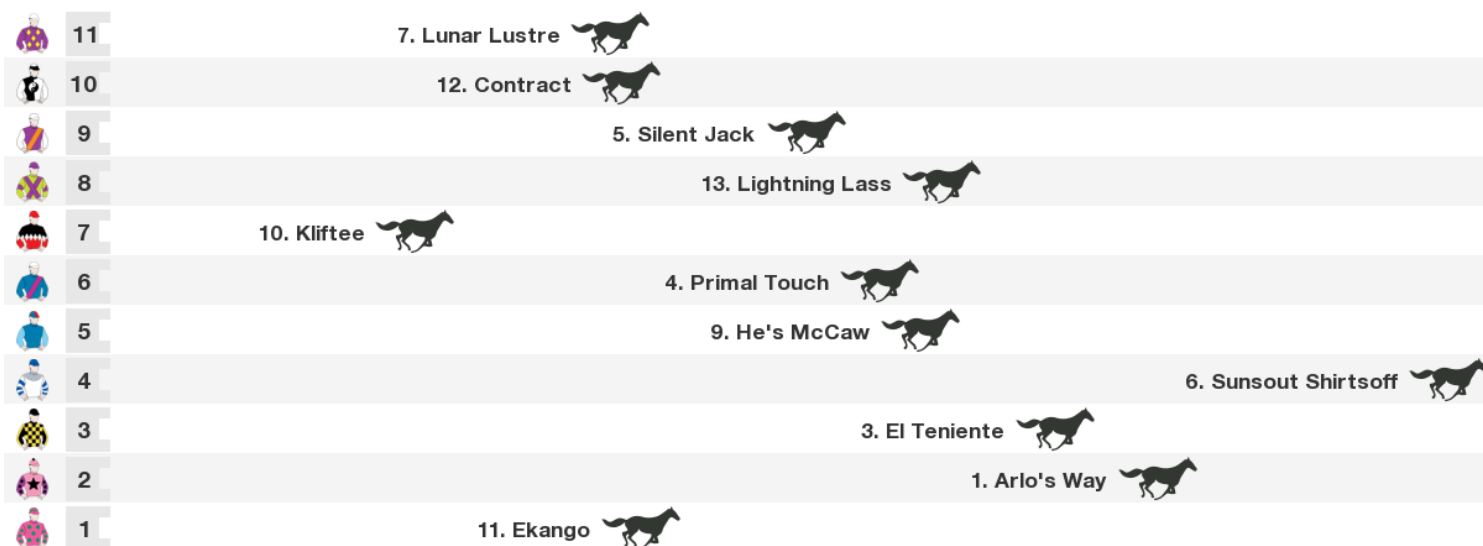 11 7. Lunar Lustre
10 12. Contract
9 5. Silent Jack
8 13. Lightning Lass
7 10. Kliftee
6 4. Primal Touch
5 9. He's McCaw
4 6. Sunsout Shirtsoff
3 3. El Teniente
2 1. Arlo's Way
1 11. Ekango